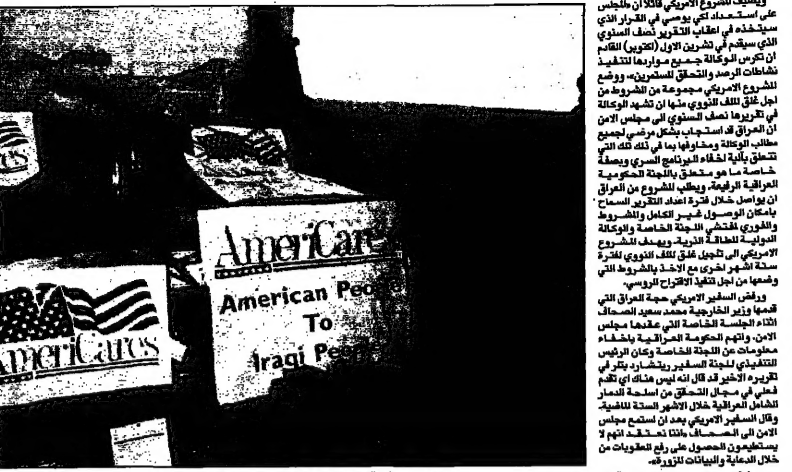 ويضيف المشروع الامريكي قائلاً ان «المجلس
على استعداد لكي يوصي في القرار الذي
سيتخذه في اعقاب التقرير نصف السنوي
الذي سيقدم في تشرين الاول (اكتوبر) القادم
ان تكرس الوكالة جميع مواردها لتنفيذ
نشاطات الرصد والتحقق المستمرين». ووضع
المشروع الامريكي مجموعة من الشروط من
اجل غلق الملف النووي منها ان تشهد الوكالة
في تقريرها نصف السنوي الى مجلس الامن
ان العراق قد استجاب بشكل مرضي لجميع
مطالب الوكالة ومخاوفها بما في ذلك تلك التي
تتعلق بآلية اخفاء البرنامج السري وبصفة
خاصة ما هو متعلق باللجنة الحكومية
العراقية الرفيعة. ويطلب المشروع من العراق
ان يواصل خلال فترة اعداد التقرير السماح
بامكان الوصول غير الكامل والمشروط
والفوري لمفتشي اللجنة الخاصة والوكالة
الدولية للطاقة الذرية. ويهدف المشروع
الامريكي الى تأجيل غلق الملف النووي لفترة
ستة اشهر اخرى مع الاخذ بالشروط التي
وضعها من اجل تنفيذ الاقتراح الروسي.
ورفض السفير الامريكي حجة العراق التي
قدمها وزير الخارجية محمد سعيد الصحاف
اثناء الجلسة الخاصة التي عقدها مجلس
الامن. واتهم الحكومة العراقية باخفاء
معلومات عن اللجنة الخاصة وكان الرئيس
التنفيذي للجنة السفير ريتشارد بتلر في
تقريره الاخير قد قال انه ليس هناك اي تقدم
فعلي في مجال التحقق من اسلحة الدمار
الشامل العراقية خلال الاشهر الستة الماضية.
وقال السفير الامريكي بعد ان استمع مجلس
الامن الى الصحاف «اننا نعتقد انهم لا
يستطيعون الحصول على رفع العقوبات من
خلال الدعاية والبيانات المزورة».
AmeriCares
American
To
Iraqi
AmeriCares